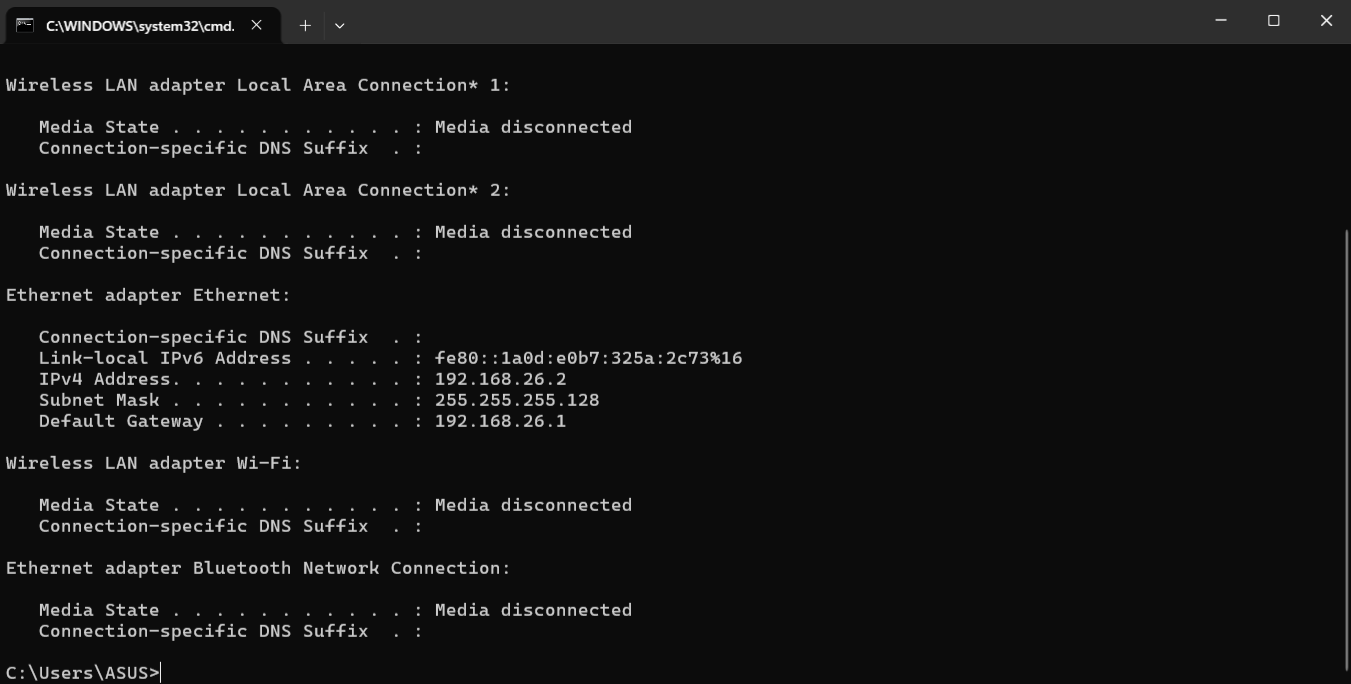 C:\WINDOWS\system32\cmd.
Wireless LAN adapter Local Area Connection* 1:
Media State . . . . . . . . . . . : Media disconnected
Connection-specific DNS Suffix  . :
Wireless LAN adapter Local Area Connection* 2:
Media State . . . . . . . . . . . : Media disconnected
Connection-specific DNS Suffix  . :
Ethernet adapter Ethernet:
Connection-specific DNS Suffix  . :
Link-local IPv6 Address . . . . . : fe80::1a0d:e0b7:325a:2c73%16
IPv4 Address. . . . . . . . . . . : 192.168.26.2
Subnet Mask . . . . . . . . . . . : 255.255.255.128
Default Gateway . . . . . . . . . : 192.168.26.1
Wireless LAN adapter Wi-Fi:
Media State . . . . . . . . . . . : Media disconnected
Connection-specific DNS Suffix  . :
Ethernet adapter Bluetooth Network Connection:
Media State . . . . . . . . . . . : Media disconnected
Connection-specific DNS Suffix  . :
C:\Users\ASUS>